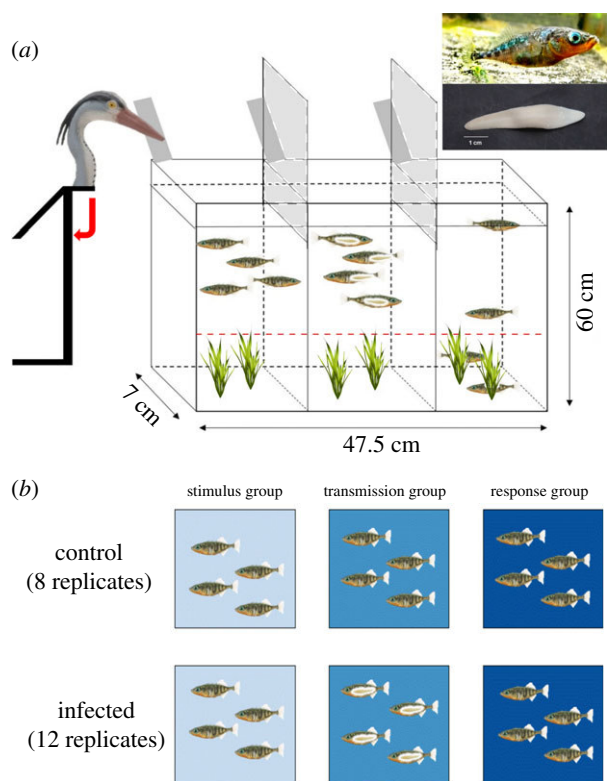 (a)
1 cm
60 cm
7 cm
47.5 cm
(b)
stimulus group
transmission group
response group
control
(8 replicates)
infected
(12 replicates)